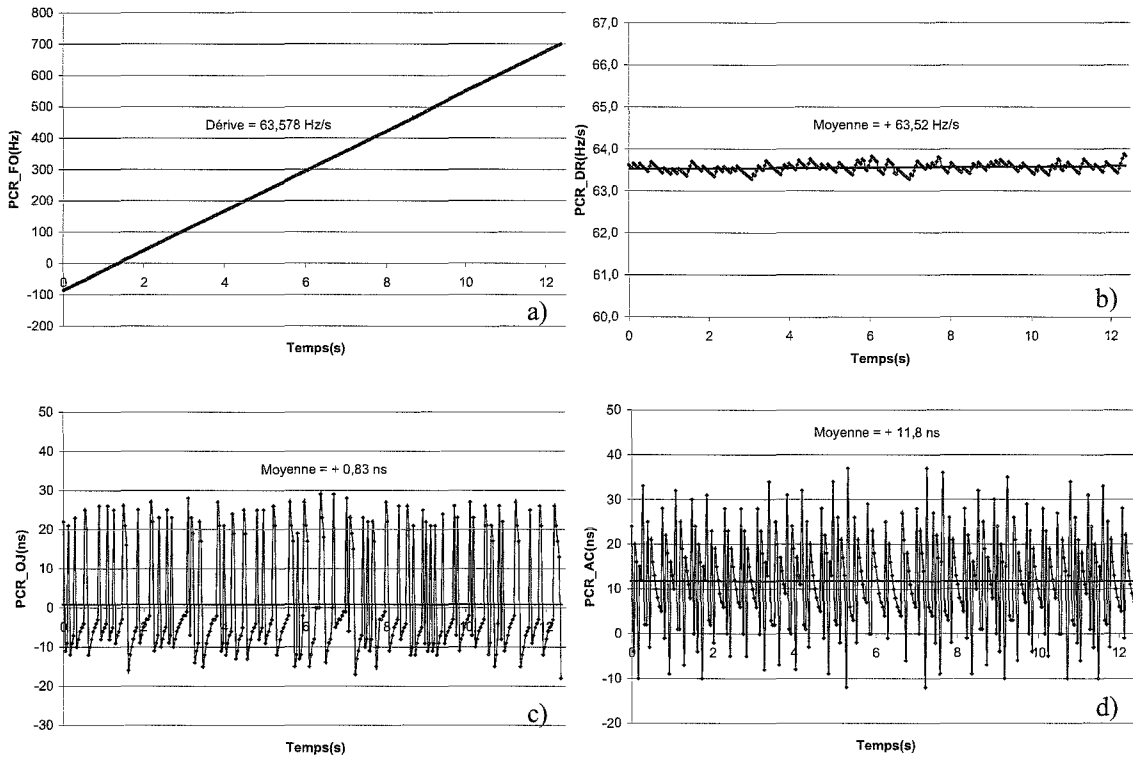 800
700
600
500
400
300
200
100
0
-100
-200
PCR_FO(Hz)
Dérive = 63,578 Hz/s
0 2 4 6 8 10 12
Temps(s)
a)
67,0
66,0
65,0
64,0
63,0
62,0
61,0
60,0
PCR_DR(Hz/s)
Moyenne = + 63,52 Hz/s
0 2 4 6 8 10 12
Temps(s)
b)
50
40
30
20
10
0
-10
-20
-30
PCR_OJ(ns)
Moyenne = + 0,83 ns
Temps(s)
c)
50
40
30
20
10
0
-10
-20
PCR_AC(ns)
Moyenne = + 11,8 ns
0 2 4 6 8 10 12
Temps(s)
d)